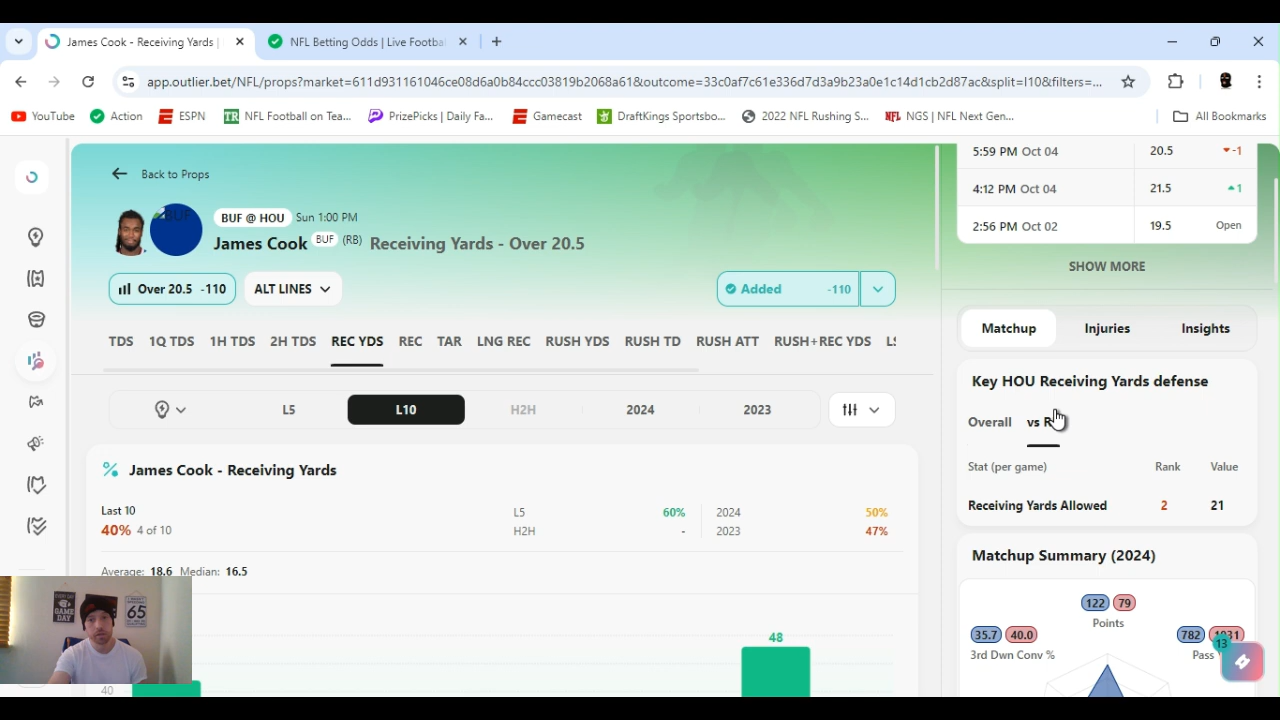 James Cook - Receiving Yards |
NFL Betting Odds | Live Footba
app.outlier.bet/NFL/props?market=611d931161046ce08d6a0b84ccc03819b2068a61&outcome=33c0af7c61e336d7d3a9b23a0e1c14d1cb2d87ac&split=l10&filters=...
YouTube Action ESPN NFL Football on Tea... PrizePicks | Daily Fa... Gamecast DraftKings Sportsbo... 2022 NFL Rushing S... NFL NGS | NFL Next Gen... All Bookmarks
Back to Props
BUF @ HOU Sun 1:00 PM
BUF
James Cook BUF (RB) Receiving Yards - Over 20.5
Over 20.5 -110 ALT LINES
Added -110
TDS 1Q TDS 1H TDS 2H TDS REC YDS REC TAR LNG REC RUSH YDS RUSH TD RUSH ATT RUSH+REC YDS
L5 L10 H2H 2024 2023
James Cook - Receiving Yards
Last 10
40% 4 of 10
L5 60% 2024 50%
H2H - 2023 47%
Average: 18.6 Median: 16.5
48
40
GAME DAY
65
5:59 PM Oct 04 20.5 -1
4:12 PM Oct 04 21.5 1
2:56 PM Oct 02 19.5 Open
SHOW MORE
Matchup Injuries Insights
Key HOU Receiving Yards defense
Overall vs
Stat (per game) Rank Value
Receiving Yards Allowed 2 21
Matchup Summary (2024)
122 79
Points
35.7 40.0
3rd Dwn Conv %
782
Pass
13